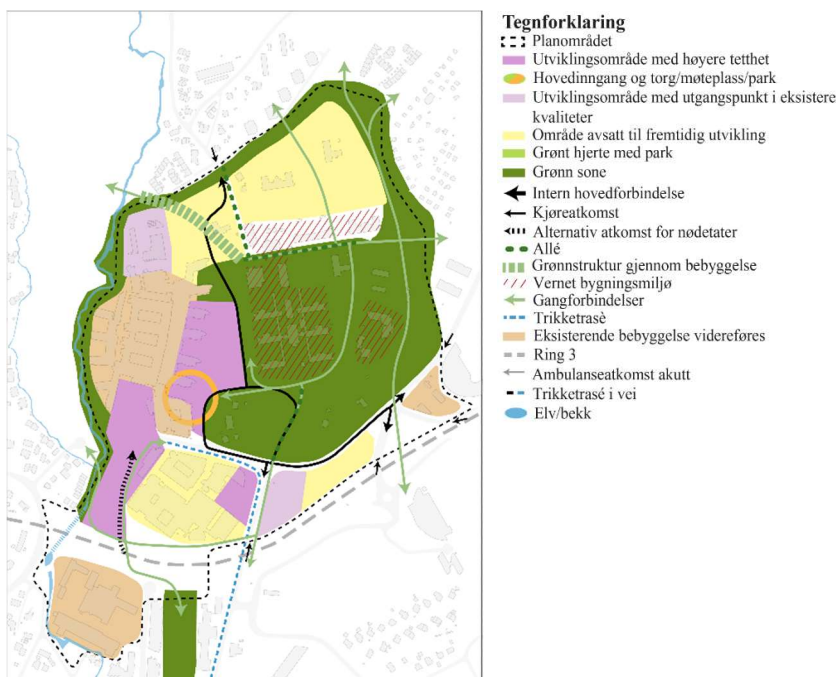 Tegnforklaring
Planområdet
Utviklingsområde med høyere tetthet
Hovedinngang og torg/møteplass/park
Utviklingsområde med utgangspunkt i eksistere
kvaliteter
Område avsatt til fremtidig utvikling
Grønt hjerte med park
Grønn sone
Intern hovedforbindelse
Kjøreatkomst
Alternativ atkomst for nødetater
Allé
Grønnstruktur gjennom bebyggelse
Vernet bygningsmiljø
Gangforbindelser
Trikketrasè
Eksisterende bebyggelse videreføres
Ring 3
Ambulanseatkomst akutt
Trikketrasé i vei
Elv/bekk